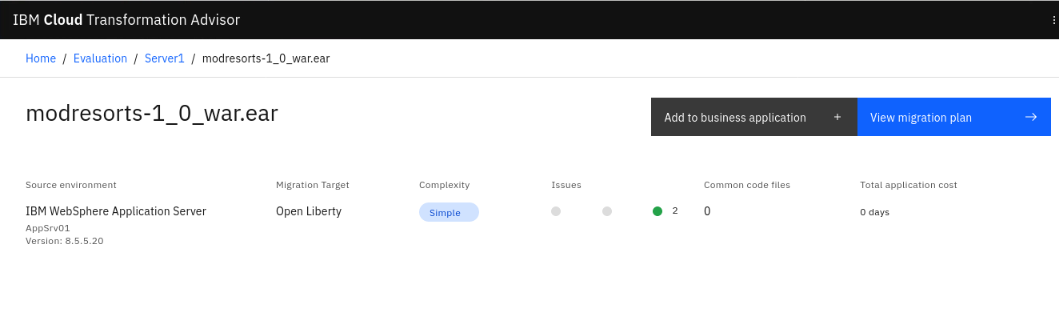 IBM Cloud Transformation Advisor
Home / Evaluation / Server1 / modresorts-1_0_war.ear
modresorts-1_0_war.ear
Add to business application +
View migration plan →
Source environment
Migration Target
Complexity
Issues
Common code files
Total application cost
IBM WebSphere Application Server
Open Liberty
Simple
2
0
0 days
AppSrv01
Version: 8.5.5.20